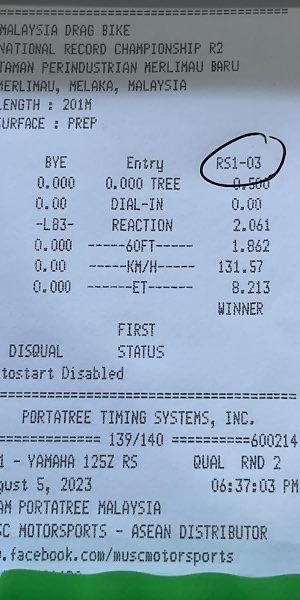 MALAYSIA DRAG BIKE
NATIONAL RECORD CHAMPIONSHIP R2
TAMAN PERINDUSTRIAN MERLIMAU BARU
MERLIMAU, MELAKA, MALAYSIA
LENGTH : 201M
SURFACE : PREP
BYE Entry RS1-03
0.000 0.000 TREE 0.500
0.00 DIAL-IN 0.00
-L83- REACTION 2.061
0.000 -----60FT----- 1.862
0.00 -----KM/H----- 131.57
0.000 ------ET------ 8.213
WINNER
FIRST
DISQUAL STATUS
tostart Disabled
PORTATREE TIMING SYSTEMS, INC.
============ 139/140 ==========600214
1 - YAMAHA 125Z RS QUAL RND 2
gust 5, 2023 06:37:03 PM
AM PORTATREE MALAYSIA
SC MOTORSPORTS - ASEAN DISTRIBUTOR
w.facebook.com/muscmotorsports